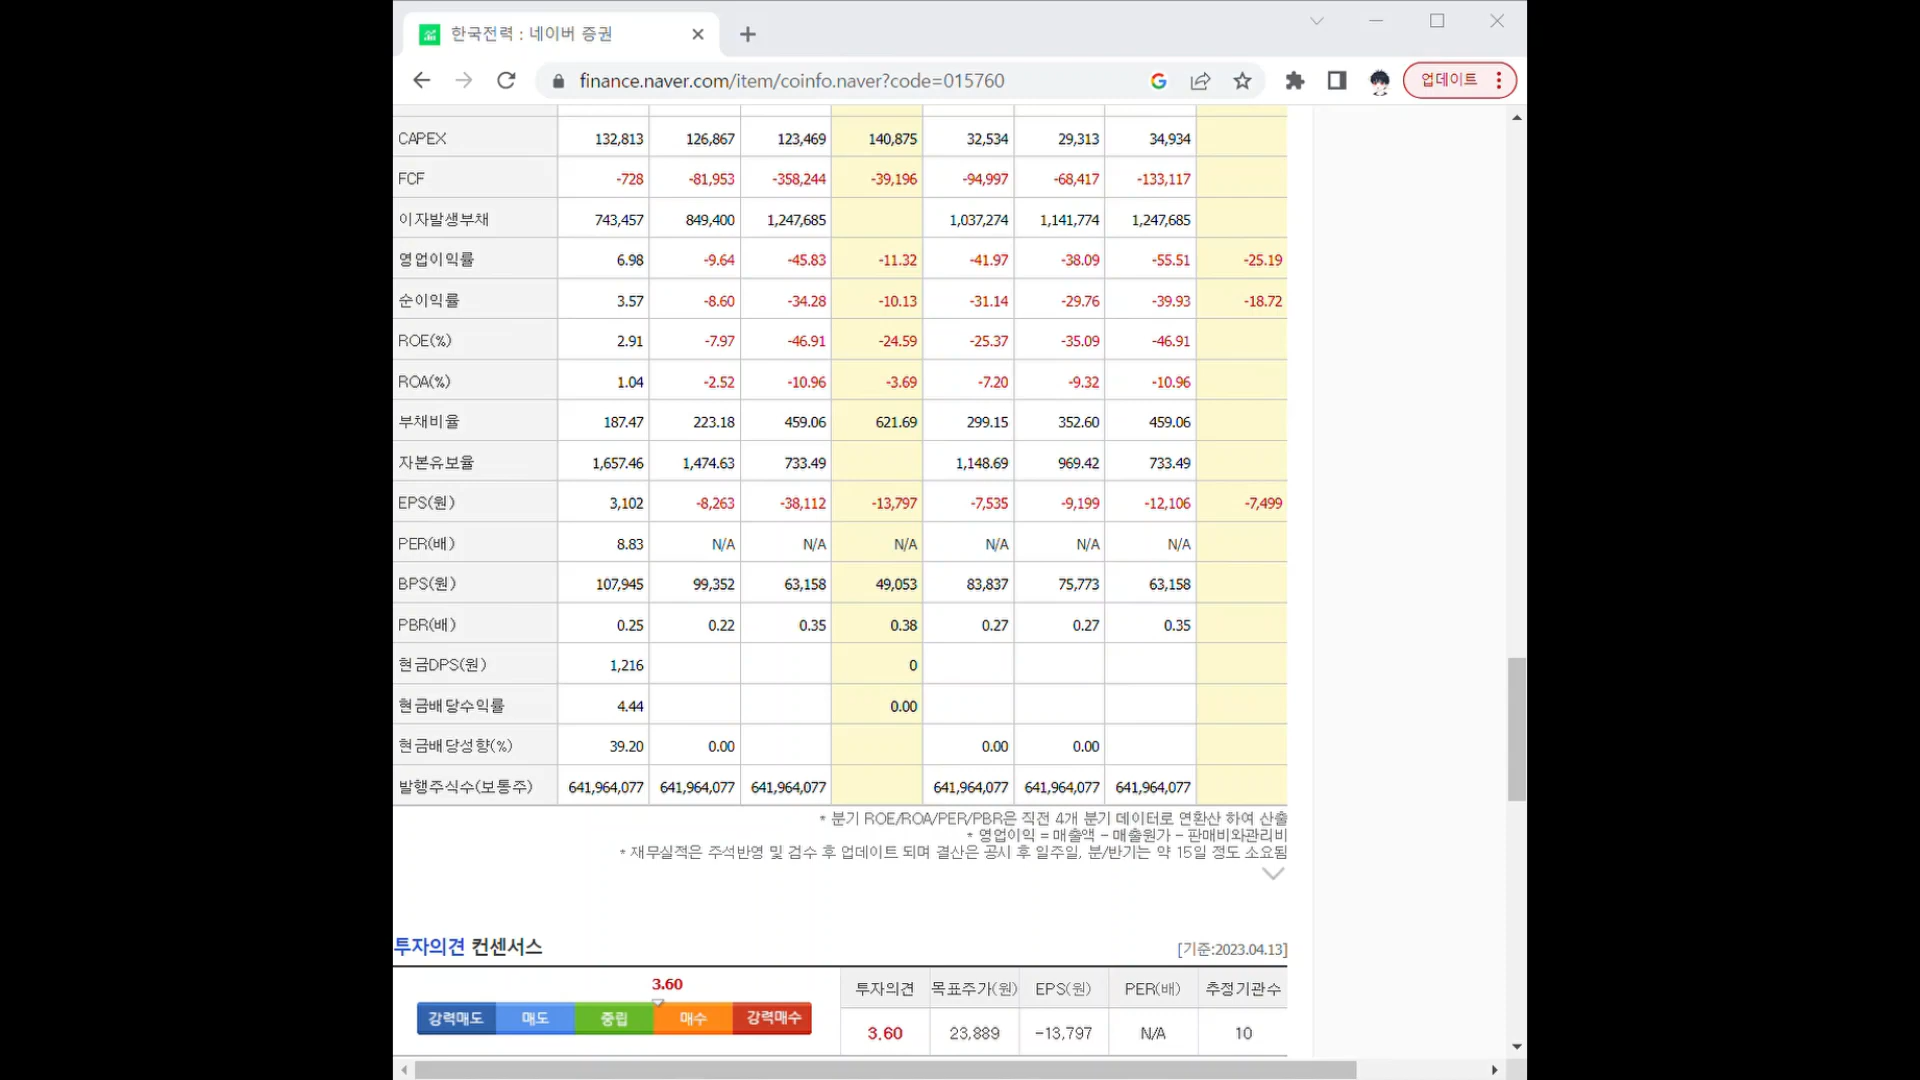 한국전력 : 네이버 증권
finance.naver.com/item/coinfo.naver?code=015760
업데이트
CAPEX 132,813 126,867 123,469 140,875 32,534 29,313 34,934
FCF -728 -81,953 -358,244 -39,196 -94,997 -68,417 -133,117
이자발생부채 743,457 849,400 1,247,685 1,037,274 1,141,774 1,247,685
영업이익률 6.98 -9.64 -45.83 -11.32 -41.97 -38.09 -55.51 -25.19
순이익률 3.57 -8.60 -34.28 -10.13 -31.14 -29.76 -39.93 -18.72
ROE(%) 2.91 -7.97 -46.91 -24.59 -25.37 -35.09 -46.91
ROA(%) 1.04 -2.52 -10.96 -3.69 -7.20 -9.32 -10.96
부채비율 187.47 223.18 459.06 621.69 299.15 352.60 459.06
자본유보율 1,657.46 1,474.63 733.49 1,148.69 969.42 733.49
EPS(원) 3,102 -8,263 -38,112 -13,797 -7,535 -9,199 -12,106 -7,499
PER(배) 8.83 N/A N/A N/A N/A N/A N/A
BPS(원) 107,945 99,352 63,158 49,053 83,837 75,773 63,158
PBR(배) 0.25 0.22 0.35 0.38 0.27 0.27 0.35
현금DPS(원) 1,216 0
현금배당수익률 4.44 0.00
현금배당성향(%) 39.20 0.00 0.00 0.00
발행주식수(보통주) 641,964,077 641,964,077 641,964,077 641,964,077 641,964,077 641,964,077
* 분기 ROE/ROA/PER/PBR은 직전 4개 분기 데이터로 연환산 하여 산출
* 영업이익 = 매출액 - 매출원가 - 판매비와관리비
* 재무실적은 주석반영 및 검수 후 업데이트 되며 결산은 공시 후 일주일, 분/반기는 약 15일 정도 소요됨
투자의견 컨센서스 [기준:2023.04.13]
3.60
강력매도 매도 중립 매수 강력매수
투자의견 목표주가(원) EPS(원) PER(배) 추정기관수
3.60 23,889 -13,797 N/A 10